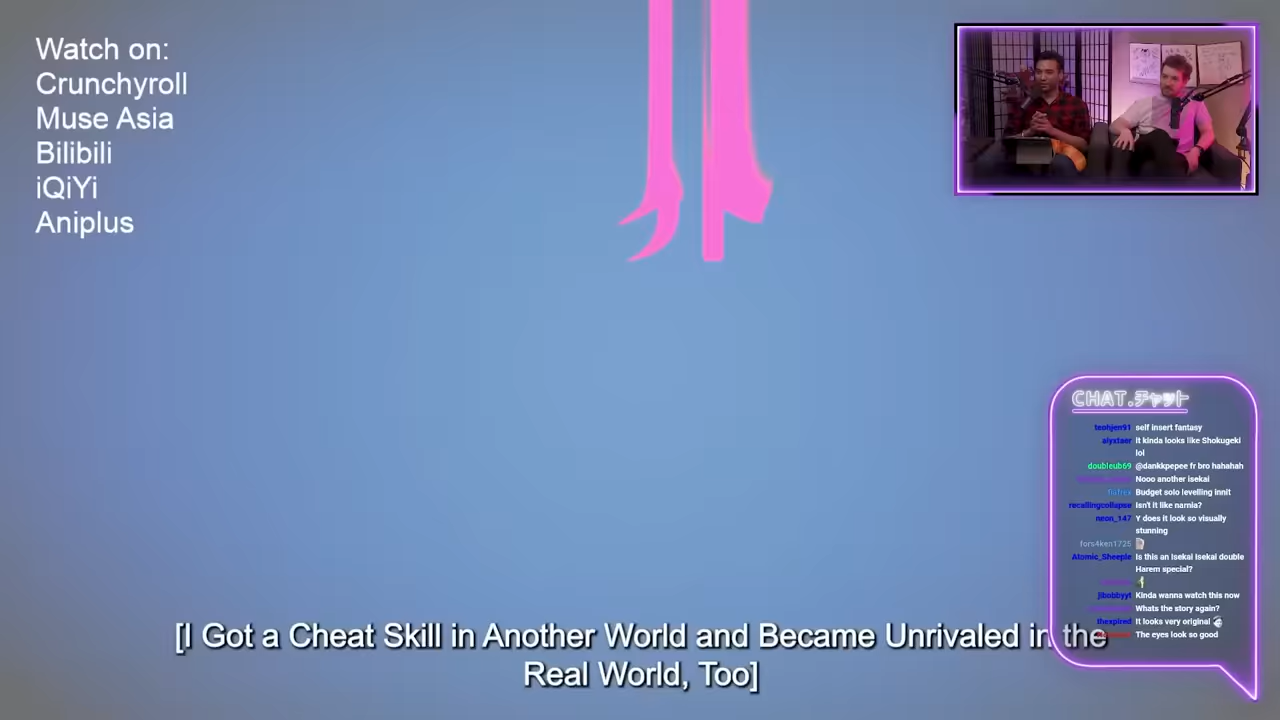 Watch on:
Crunchyroll
Muse Asia
Bilibili
iQiYi
Aniplus
CHAT.チャット
teohjen91 self insert fantasy
aiyxtaer It kinda looks like Shokugeki
lol
doubleub69 @dankkpepee fr bro hahahah
Nooo another isekai
Budget solo levelling innit
recallingcollapse Isn't it like narnia?
neon_147 Y does it look so visually
stunning
fors4ken1725
Atomic_Sheeple Is this an Isekai Isekai double
Harem special?
jibobbyyt Kinda wanna watch this now
Whats the story again?
thexpired It looks very original
The eyes look so good
[I Got a Cheat Skill in Another World and Became Unrivaled in the
Real World, Too]